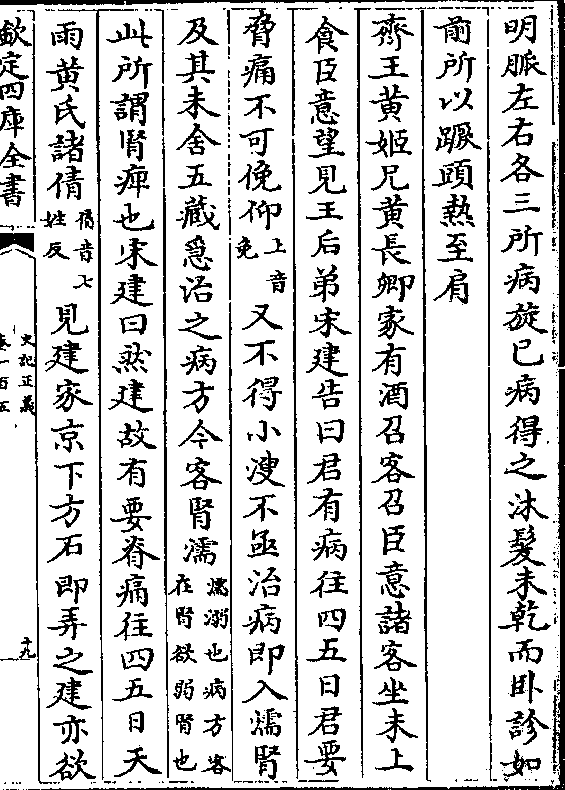 明脈左右各三所病旋已病得之沐髮未乾而臥診如
前所以蹶頭熱至肩
齊王黄姬兄黄長卿家有酒召客召臣意諸客坐未上
食臣意望見王后弟宋建告曰君有病往四五日君要
脅痛不可俛仰上音免又不得小溲不亟治病即入濡腎
及其未舍五藏急治之病方今客腎濡濡溺也病方客在腎欲溺腎也
此所謂腎痺也宋建曰然建故有要脊痛往四五日天
雨黄氏諸倩倩音七姓反見建家京下方石即弄之建亦欲
欽定四庫全書
史記正義
卷一百五
十九